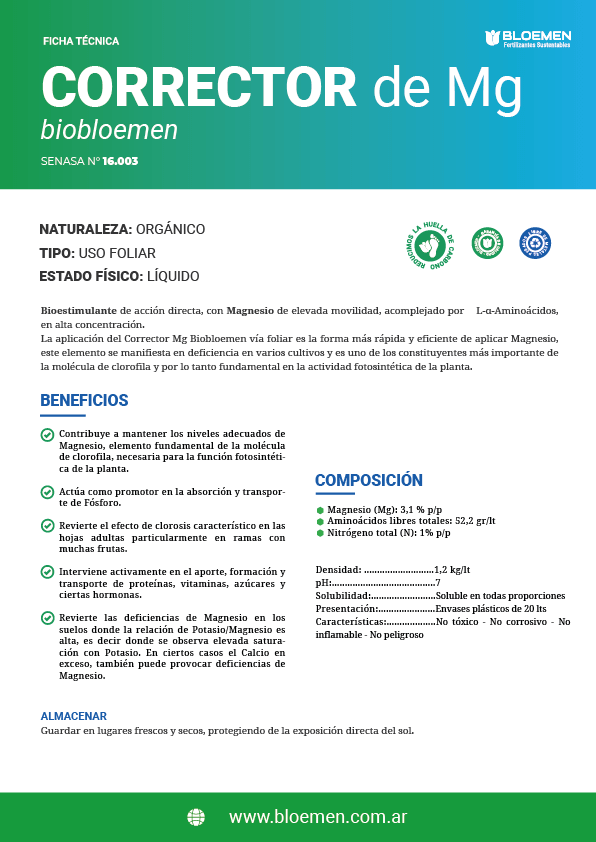 FICHA TÉCNICA
BLOEMEN
Fertilizantes Sustentables
CORRECTOR de Mg
biobloemen
SENASA Nº 16.003
NATURALEZA: ORGÁNICO
TIPO: USO FOLIAR
ESTADO FÍSICO: LÍQUIDO
REDUCIMOS LA HUELLA DE CARBONO
Bioestimulante de acción directa, con Magnesio de elevada movilidad, acomplejado por L-α-Aminoácidos,
en alta concentración.
La aplicación del Corrector Mg Biobloemen vía foliar es la forma más rápida y eficiente de aplicar Magnesio,
este elemento se manifiesta en deficiencia en varios cultivos y es uno de los constituyentes más importante de
la molécula de clorofila y por lo tanto fundamental en la actividad fotosintética de la planta.
BENEFICIOS
Contribuye a mantener los niveles adecuados de
Magnesio, elemento fundamental de la molécula
de clorofila, necesaria para la función fotosintéti-
ca de la planta.
Actúa como promotor en la absorción y transpor-
te de Fósforo.
Revierte el efecto de clorosis característico en las
hojas adultas particularmente en ramas con
muchas frutas.
Interviene activamente en el aporte, formación y
transporte de proteínas, vitaminas, azúcares y
ciertas hormonas.
Revierte las deficiencias de Magnesio en los
suelos donde la relación de Potasio/Magnesio es
alta, es decir donde se observa elevada satura-
ción con Potasio. En ciertos casos el Calcio en
exceso, también puede provocar deficiencias de
Magnesio.
COMPOSICIÓN
Magnesio (Mg): 3,1 % p/p
Aminoácidos libres totales: 52,2 gr/lt
Nitrógeno total (N): 1% p/p
Densidad: ...........................1,2 kg/lt
pH:........................................7
Solubilidad:.........................Soluble en todas proporciones
Presentación:......................Envases plásticos de 20 lts
Características:...................No tóxico - No corrosivo - No
inflamable - No peligroso
ALMACENAR
Guardar en lugares frescos y secos, protegiendo de la exposición directa del sol.
www.bloemen.com.ar